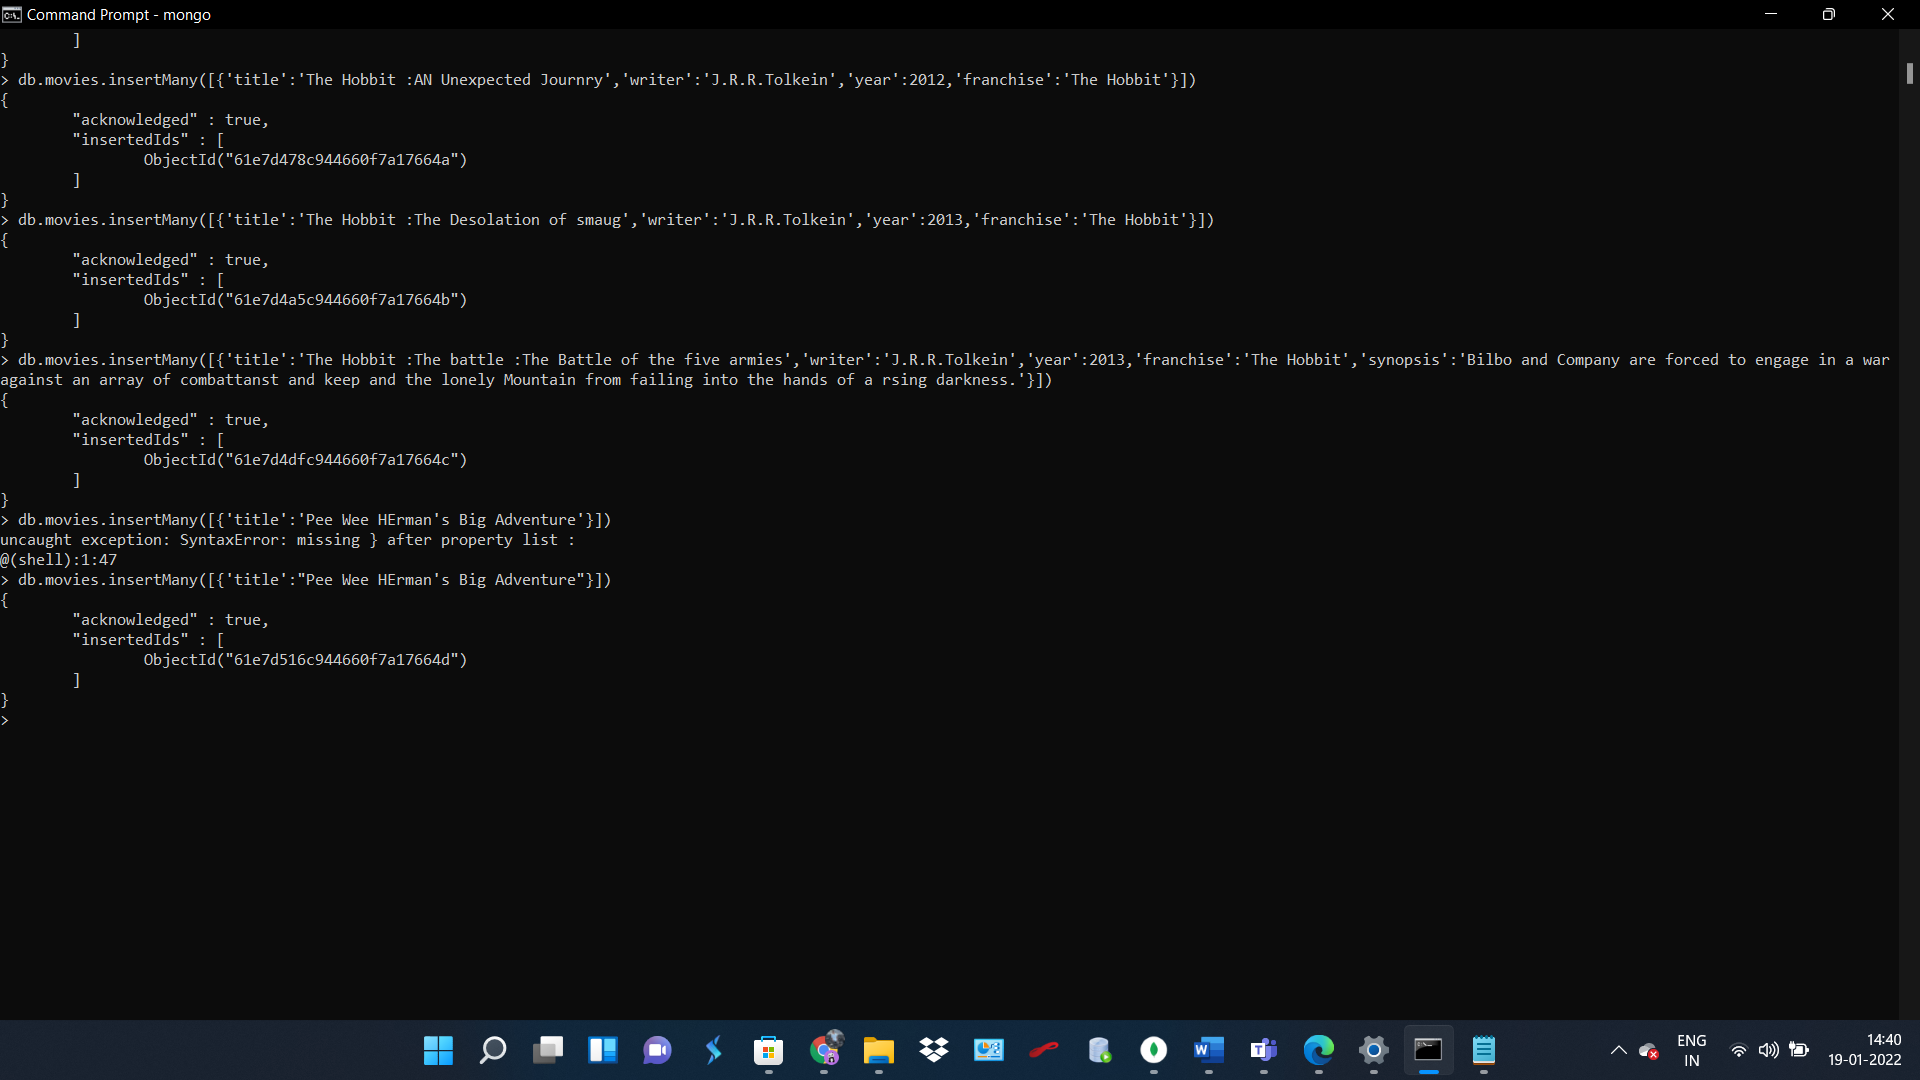 Command Prompt - mongo
]
}
> db.movies.insertMany([{'title':'The Hobbit :AN Unexpected Journry','writer':'J.R.R.Tolkein','year':2012,'franchise':'The Hobbit'}])
{
"acknowledged" : true,
"insertedIds" : [
ObjectId("61e7d478c944660f7a17664a")
]
}
> db.movies.insertMany([{'title':'The Hobbit :The Desolation of smaug','writer':'J.R.R.Tolkein','year':2013,'franchise':'The Hobbit'}])
{
"acknowledged" : true,
"insertedIds" : [
ObjectId("61e7d4a5c944660f7a17664b")
]
}
> db.movies.insertMany([{'title':'The Hobbit :The battle :The Battle of the five armies','writer':'J.R.R.Tolkein','year':2013,'franchise':'The Hobbit','synopsis':'Bilbo and Company are forced to engage in a war
against an array of combattanst and keep and the lonely Mountain from failing into the hands of a rsing darkness.'}])
{
"acknowledged" : true,
"insertedIds" : [
ObjectId("61e7d4dfc944660f7a17664c")
]
}
> db.movies.insertMany([{'title':'Pee Wee HErman's Big Adventure'}])
uncaught exception: SyntaxError: missing } after property list :
@(shell):1:47
> db.movies.insertMany([{'title':"Pee Wee HErman's Big Adventure"}])
{
"acknowledged" : true,
"insertedIds" : [
ObjectId("61e7d516c944660f7a17664d")
]
}
>
ENG
IN
14:40
19-01-2022